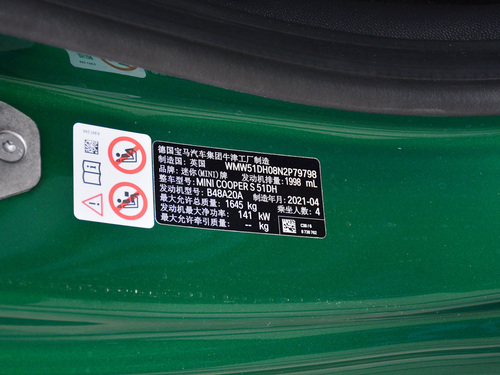 德国宝马汽车集团牛津工厂制造
制造国: 英国 WMW51DH08N2P79798
品牌: 迷你(MINI)牌 发动机排量: 1998 mL
整车型号: MINI COOPER S 51DH
发动机型号: B48A20A 制造年月: 2021-04
最大允许总质量: 1645 kg
发动机最大净功率: 141 kW 乘坐人数: 4
最大允许牵引质量: -- kg